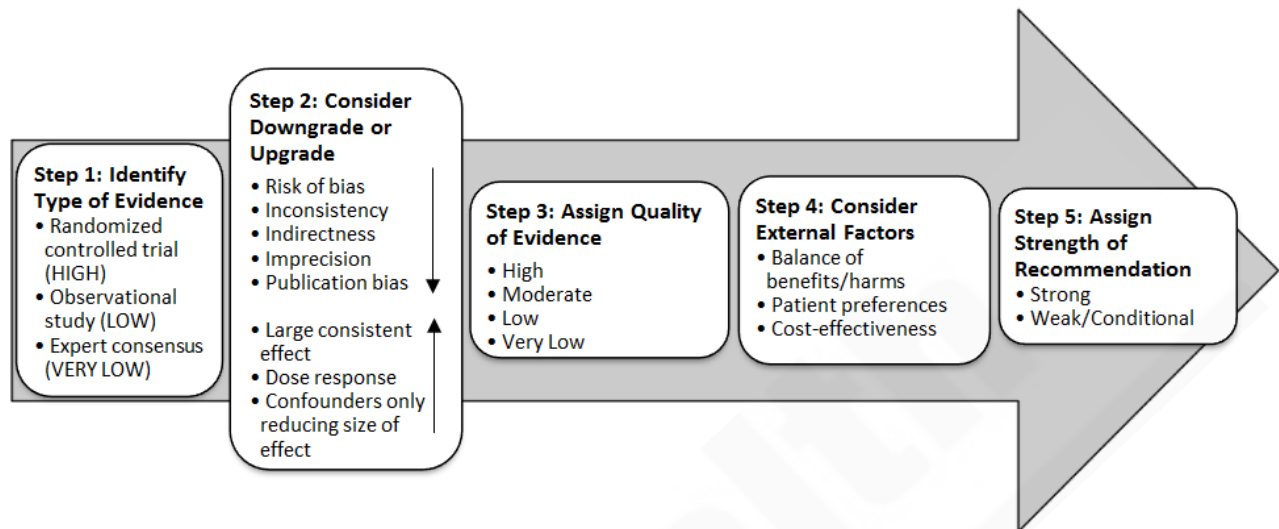 Step 1: Identify
Type of Evidence
• Randomized
controlled trial
(HIGH)
• Observational
study (LOW)
• Expert consensus
(VERY LOW)
Step 2: Consider
Downgrade or
Upgrade
• Risk of bias
• Inconsistency
• Indirectness
• Imprecision
• Publication bias
• Large consistent
effect
• Dose response
• Confounders only
reducing size of
effect
Step 3: Assign Quality
of Evidence
• High
• Moderate
• Low
• Very Low
Step 4: Consider
External Factors
• Balance of
benefits/harms
• Patient preferences
• Cost-effectiveness
Step 5: Assign
Strength of
Recommendation
• Strong
• Weak/Conditional